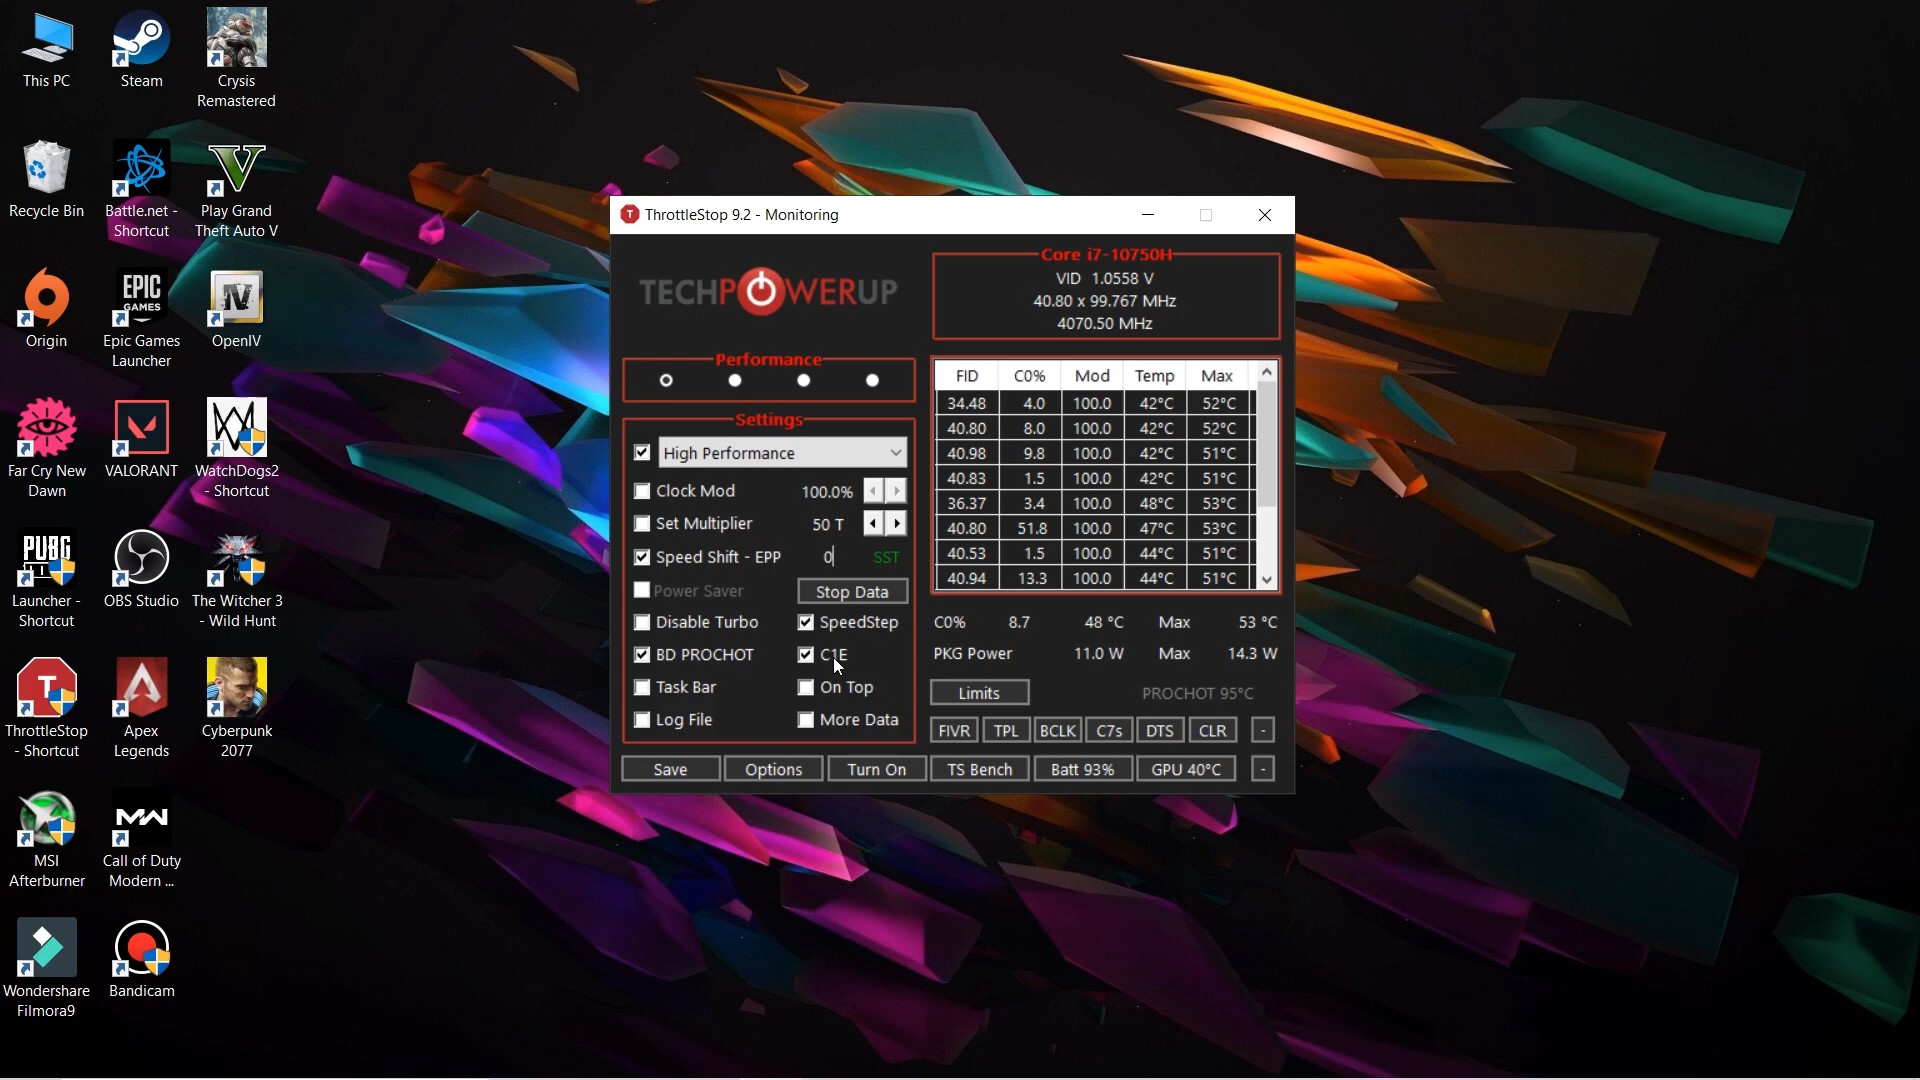 This PC
Steam
Crysis
Remastered
Recycle Bin
Battle.net -
Shortcut
Play Grand
Theft Auto V
Origin
EPIC
GAMES
Epic Games
Launcher
IV
OpenIV
Far Cry New
Dawn
VALORANT
WatchDogs2
- Shortcut
PUBG
Launcher -
Shortcut
OBS Studio
The Witcher 3
- Wild Hunt
T
ThrottleStop
- Shortcut
Apex
Legends
Cyberpunk
2077
MSI
Afterburner
MW
Call of Duty
Modern ...
Wondershare
Filmora9
Bandicam
T ThrottleStop 9.2 - Monitoring
TECHPOWERUP
Performance
Settings
High Performance
Clock Mod 100.0%
Set Multiplier 50 T
Speed Shift - EPP 0 SST
Power Saver Stop Data
Disable Turbo SpeedStep
BD PROCHOT C1E
Task Bar On Top
Log File More Data
Save Options Turn On TS Bench Batt 93% GPU 40°C -
Core i7-10750H
VID 1.0558 V
40.80 x 99.767 MHz
4070.50 MHz
FID C0% Mod Temp Max
34.48 4.0 100.0 42°C 52°C
40.80 8.0 100.0 42°C 52°C
40.98 9.8 100.0 42°C 51°C
40.83 1.5 100.0 42°C 51°C
36.37 3.4 100.0 48°C 53°C
40.80 51.8 100.0 47°C 53°C
40.53 1.5 100.0 44°C 51°C
40.94 13.3 100.0 44°C 51°C
C0% 8.7 48 °C Max 53 °C
PKG Power 11.0 W Max 14.3 W
Limits PROCHOT 95°C
FIVR TPL BCLK C7s DTS CLR -